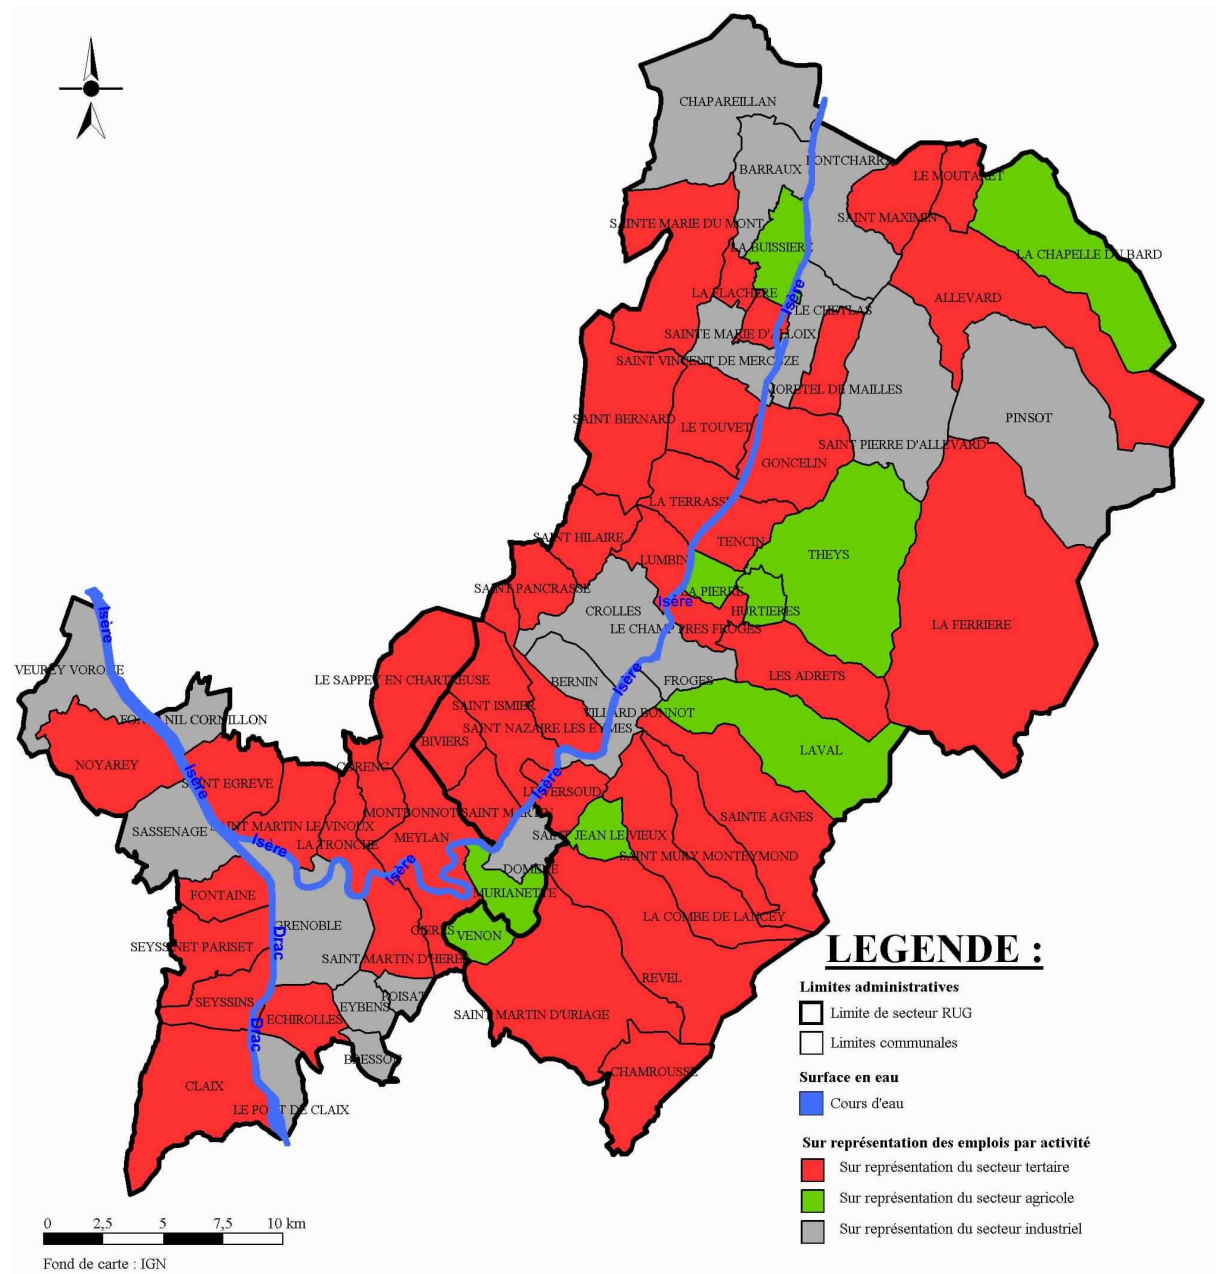 CHAPAREILLAN
BARRAUX
PONTCHARRA
LE MOUTARET
SAINTE MARIE DU MONT
SAINT MAXIMIN
LA BUISSIERE
LA CHAPELLE DU BARD
LA FLACHERE
Isère
LE CHEYLAS
ALLEVARD
SAINTE MARIE D'ALLOIX
SAINT VINCENT DE MERCUZE
MORETEL DE MAILLES
SAINT BERNARD
LE TOUVET
PINSOT
SAINT PIERRE D'ALLEVARD
GONCELIN
LA TERRASSE
SAINT HILAIRE
TENCIN
LUMBIN
THEYS
SAINT PANCRASSE
LA PIERRE
Isère
CROLLES
HURTIERES
LE CHAMP PRES FROGES
LA FERRIERE
Isère
VEUREY VOROIZE
LE SAPPEY EN CHARTREUSE
BERNIN
FROGES
LES ADRETS
Isère
SAINT ISMIER
VILLARD BONNOT
FONTANIL CORNILLON
SAINT NAZAIRE LES EYMES
BIVIERS
LAVAL
NOYAREY
Isère
SAINT EGREVE
CORENC
Isère
LE VERSOUD
MONTBONNOT SAINT MARTIN
SAINTE AGNES
SASSENAGE
SAINT MARTIN LE VINOUX
MEYLAN
SAINT JEAN LE VIEUX
Isère
LA TRONCHE
SAINT MURY MONTEYMOND
Isère
DOMENE
FONTAINE
MURIANETTE
LA COMBE DE LANCEY
GRENOBLE
GIERES
VENON
SEYSSINET PARISET
Drac
SAINT MARTIN D'HERES
REVEL
SEYSSINS
POISAT
EYBENS
SAINT MARTIN D'URIAGE
ECHIROLLES
Drac
BRESSON
CHAMROUSSE
CLAIX
LE PONT DE CLAIX
LEGENDE :
Limites administratives
Limite de secteur RUG
Limites communales
Surface en eau
Cours d'eau
Sur représentation des emplois par activité
Sur représentation du secteur tertaire
Sur représentation du secteur agricole
Sur représentation du secteur industriel
0 2,5 5 7,5 10 km
Fond de carte : IGN